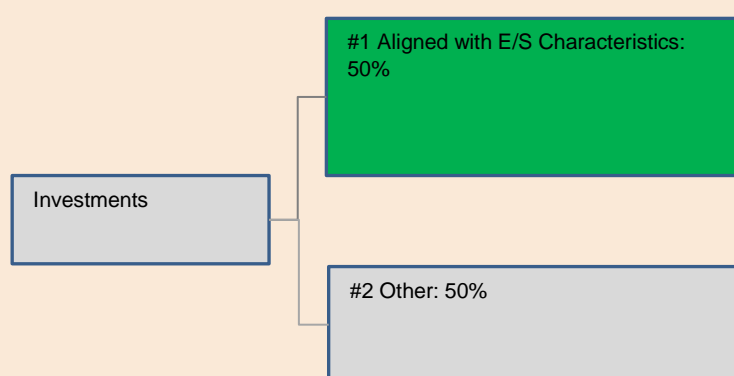 #1 Aligned with E/S Characteristics:
50%
Investments
#2 Other: 50%